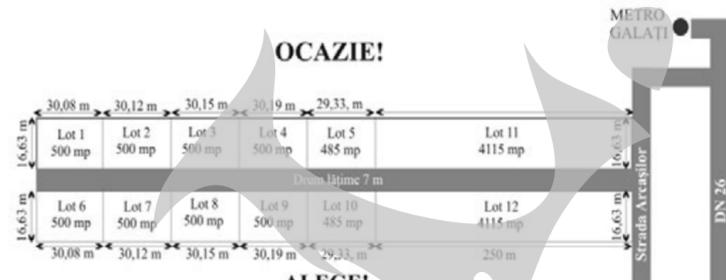 METRO
GALAȚI
OCAZIE!
30,08 m 30,12 m 30,15 m 30,19 m 29,33, m
16,63 m Lot 1 Lot 2 Lot 3 Lot 4 Lot 5 Lot 11 16,63 m
500 mp 500 mp 500 mp 500 mp 485 mp 4115 mp
Drum lățime 7 m
Strada Arcașilor
DN 26
16,63 m Lot 6 Lot 7 Lot 8 Lot 9 Lot 10 Lot 12 16,63 m
500 mp 500 mp 500 mp 500 mp 485 mp 4115 mp
30,08 m 30,12 m 30,15 m 30,19 m 29,33, m 250 m
ALEGE!